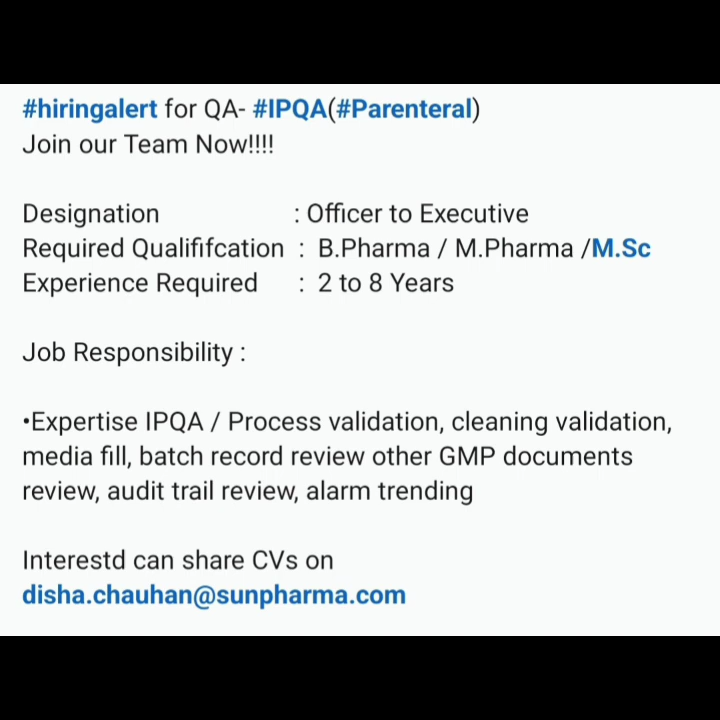 #hiringalert for QA- #IPQA(#Parenteral)
Join our Team Now!!!!
Designation : Officer to Executive
Required Qualififcation : B.Pharma / M.Pharma /M.Sc
Experience Required : 2 to 8 Years
Job Responsibility :
•Expertise IPQA / Process validation, cleaning validation,
media fill, batch record review other GMP documents
review, audit trail review, alarm trending
Interestd can share CVs on
disha.chauhan@sunpharma.com